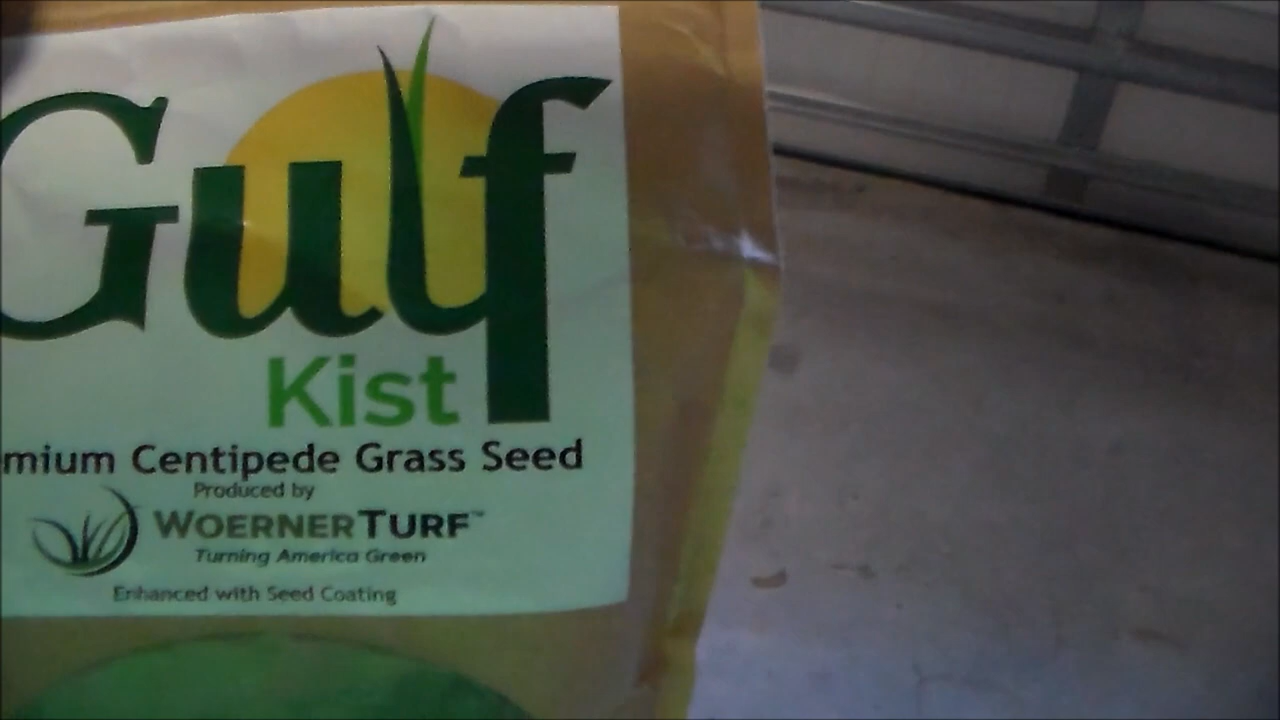 Gulf
Kist
mium Centipede Grass Seed
Produced by
WOERNERTURF™
Turning America Green
Enhanced with Seed Coating